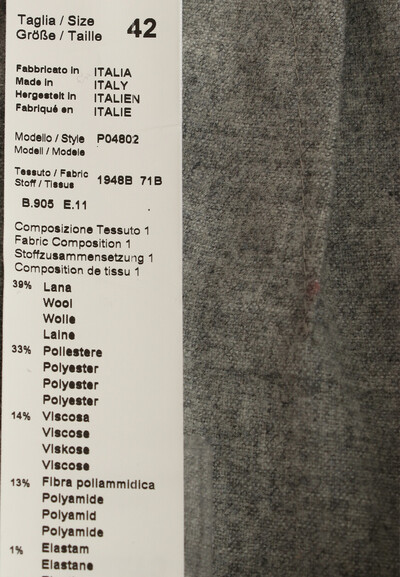 Taglia / Size 42
Größe / Taille
Fabbricato in ITALIA
Made in ITALY
Hergestelt in ITALIEN
Fabriqué en ITALIE
Modello / Style P04802
Modell / Modele
Tessuto / Fabric 1948B 71B
Stoff / Tissus
B.905 E.11
Composizione Tessuto 1
Fabric Composition 1
Stoffzusammensetzung 1
Composition de tissu 1
39% Lana
Wool
Wolle
Laine
33% Poliestere
Polyester
Polyester
Polyester
14% Viscosa
Viscose
Viskose
Viscose
13% Fibra poliammidica
Polyamide
Polyamid
Polyamide
1% Elastam
Elastane